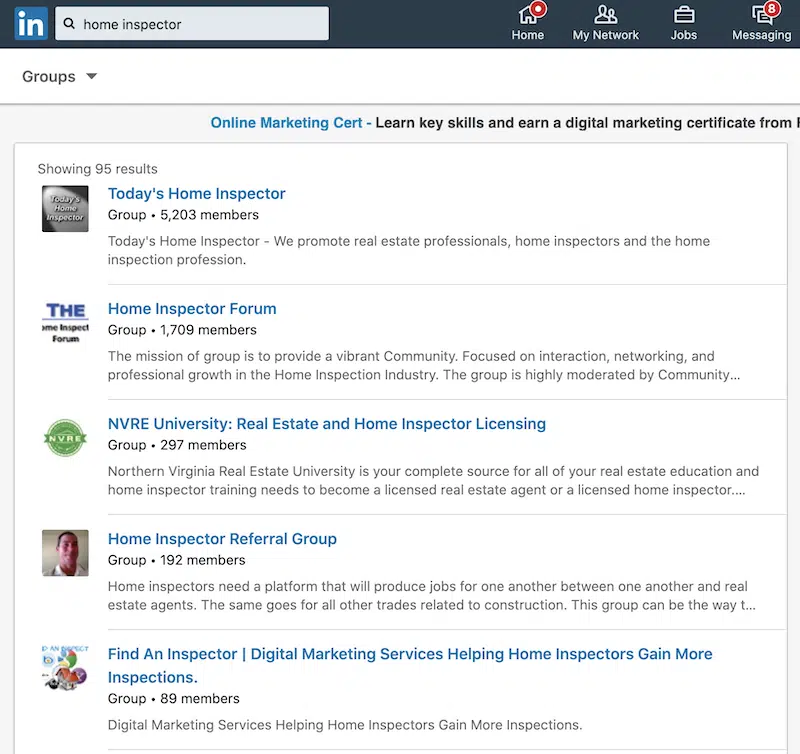 in
home inspector
Home
My Network
Jobs
8
Messaging
Groups
Online Marketing Cert - Learn key skills and earn a digital marketing certificate from
Showing 95 results
Today's
Home
Inspector
Today's Home Inspector
Group • 5,203 members
Today's Home Inspector - We promote real estate professionals, home inspectors and the home
inspection profession.
THE
ome Inspect
Forum
Home Inspector Forum
Group • 1,709 members
The mission of group is to provide a vibrant Community. Focused on interaction, networking, and
professional growth in the Home Inspection Industry. The group is highly moderated by Community...
NVRE
NVRE University: Real Estate and Home Inspector Licensing
Group • 297 members
Northern Virginia Real Estate University is your complete source for all of your real estate education and
home inspector training needs to become a licensed real estate agent or a licensed home inspector....
Home Inspector Referral Group
Group • 192 members
Home inspectors need a platform that will produce jobs for one another between one another and real
estate agents. The same goes for all other trades related to construction. This group can be the way t...
D AN INSPECT
Find An Inspector | Digital Marketing Services Helping Home Inspectors Gain More
Inspections.
Group • 89 members
Digital Marketing Services Helping Home Inspectors Gain More Inspections.